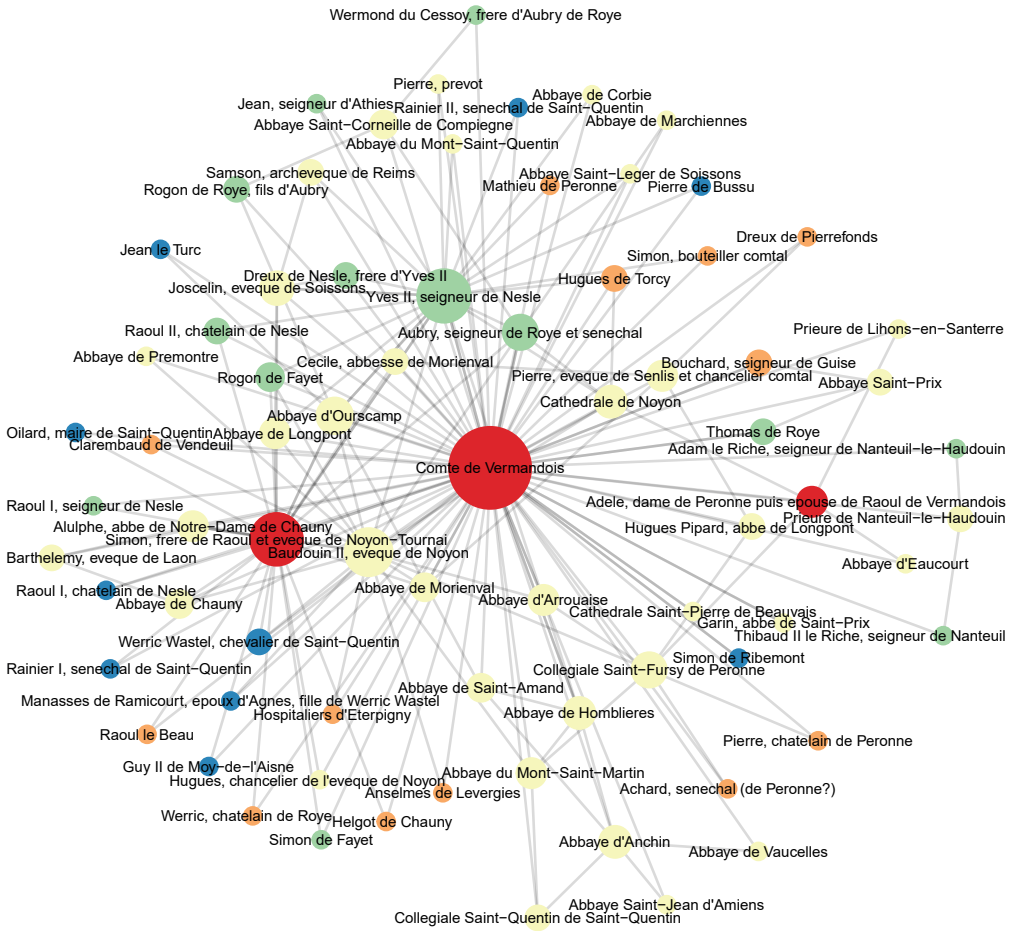 Wermond du Cessoy, frere d'Aubry de Roye
Pierre, prevot
Abbaye de Corbie
Jean, seigneur d'Athies
Rainier II, senechal de Saint−Quentin
Abbaye Saint−Corneille de Compiegne
Abbaye de Marchiennes
Abbaye du Mont−Saint−Quentin
Samson, archeveque de Reims
Abbaye Saint−Leger de Soissons
Rogon de Roye, fils d'Aubry
Mathieu de Peronne
Pierre de Bussu
Dreux de Pierrefonds
Jean le Turc
Simon, bouteiller comtal
Dreux de Nesle, frere d'Yves II
Hugues de Torcy
Joscelin, eveque de Soissons
Yves II, seigneur de Nesle
Raoul II, chatelain de Nesle
Aubry, seigneur de Roye et senechal
Prieure de Lihons−en−Santerre
Abbaye de Premontre
Cecile, abbesse de Morienval
Bouchard, seigneur de Guise
Rogon de Fayet
Pierre, eveque de Senlis et chancelier comtal
Abbaye Saint−Prix
Cathedrale de Noyon
Abbaye d'Ourscamp
Oilard, maire de Saint−Quentin
Abbaye de Longpont
Thomas de Roye
Clarembaud de Vendeuil
Adam le Riche, seigneur de Nanteuil−le−Haudouin
Comte de Vermandois
Raoul I, seigneur de Nesle
Adele, dame de Peronne puis epouse de Raoul de Vermandois
Prieure de Nanteuil−le−Haudouin
Alulphe, abbe de Notre−Dame de Chauny
Hugues Pipard, abbe de Longpont
Simon, frere de Raoul et eveque de Noyon−Tournai
Baudouin II, eveque de Noyon
Barthelemy, eveque de Laon
Abbaye d'Eaucourt
Raoul I, chatelain de Nesle
Abbaye de Morienval
Abbaye de Chauny
Abbaye d'Arrouaise
Cathedrale Saint−Pierre de Beauvais
Garin, abbe de Saint−Prix
Thibaud II le Riche, seigneur de Nanteuil
Werric Wastel, chevalier de Saint−Quentin
Simon de Ribemont
Rainier I, senechal de Saint−Quentin
Collegiale Saint−Fursy de Peronne
Abbaye de Saint−Amand
Manasses de Ramicourt, epoux d'Agnes, fille de Werric Wastel
Hospitaliers d'Eterpigny
Abbaye de Homblieres
Raoul le Beau
Pierre, chatelain de Peronne
Guy II de Moy−de−l'Aisne
Abbaye du Mont−Saint−Martin
Hugues, chancelier de l'eveque de Noyon
Anselmes de Levergies
Achard, senechal (de Peronne?)
Werric, chatelain de Roye
Helgot de Chauny
Simon de Fayet
Abbaye d'Anchin
Abbaye de Vaucelles
Abbaye Saint−Jean d'Amiens
Collegiale Saint−Quentin de Saint−Quentin